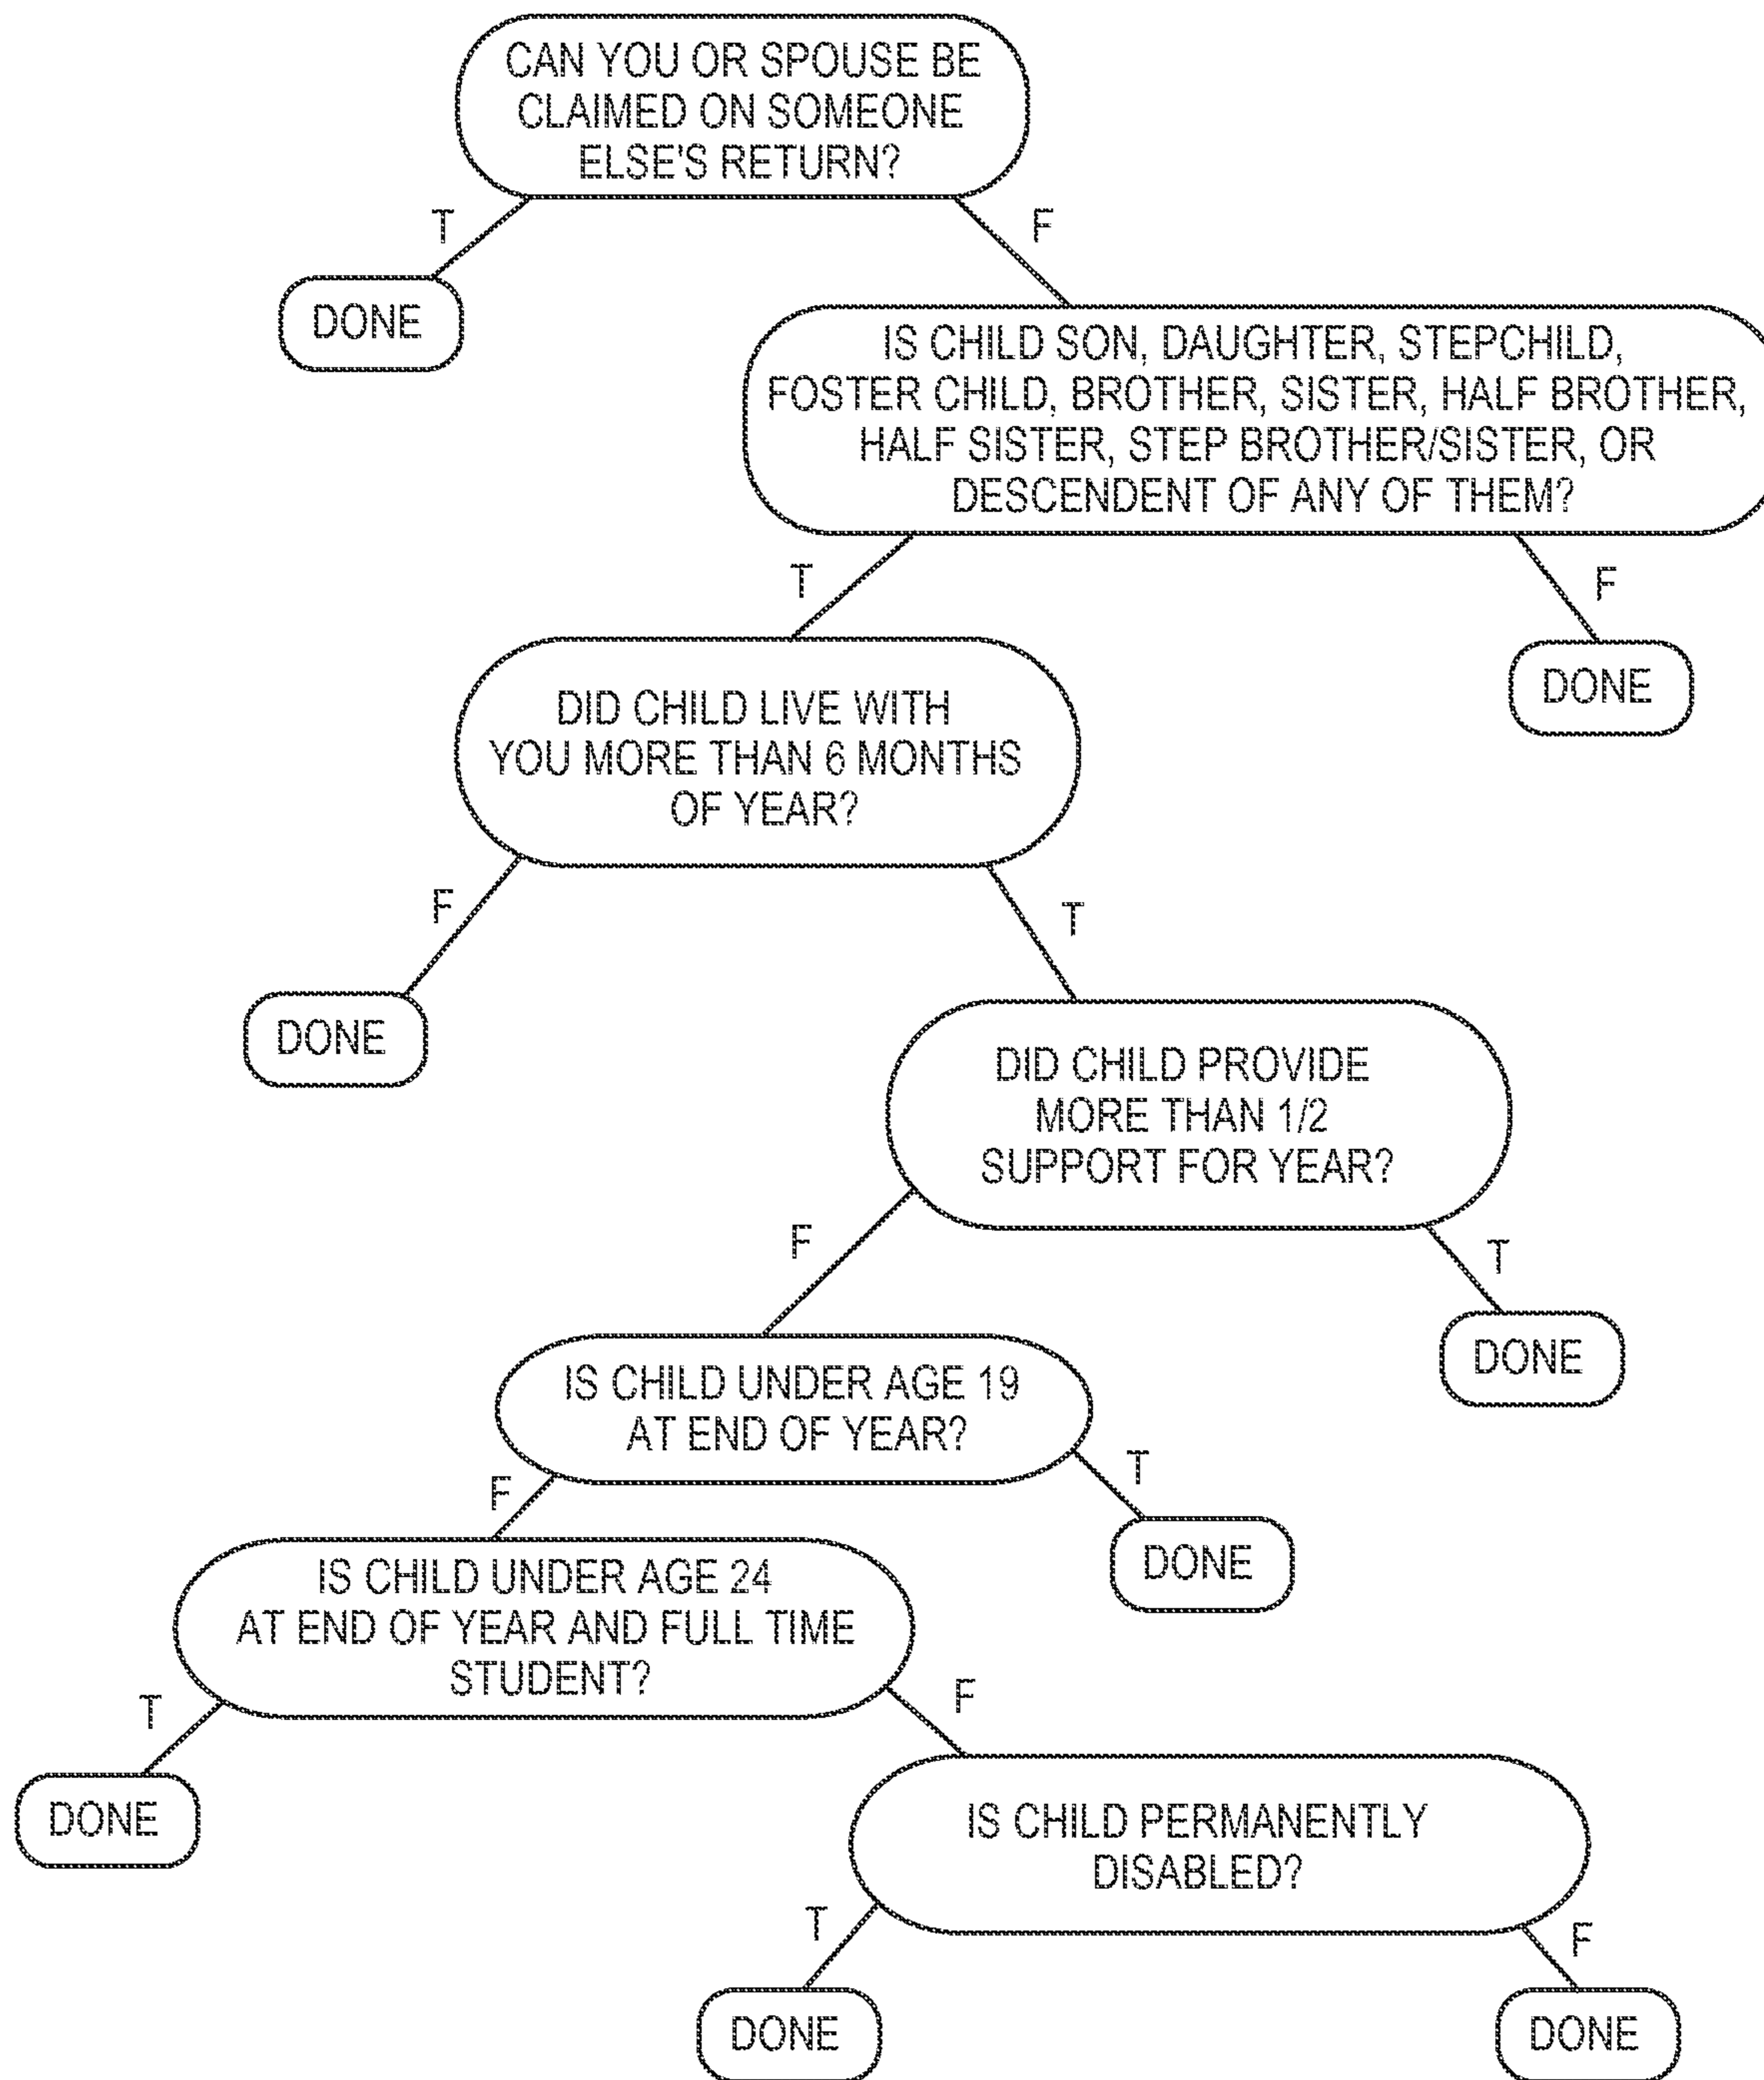 CAN YOU OR SPOUSE BE
CLAIMED ON SOMEONE
ELSE'S RETURN?
T
F
DONE
IS CHILD SON, DAUGHTER, STEPCHILD,
FOSTER CHILD, BROTHER, SISTER, HALF BROTHER,
HALF SISTER, STEP BROTHER/SISTER, OR
DESCENDENT OF ANY OF THEM?
T
F
DID CHILD LIVE WITH
YOU MORE THAN 6 MONTHS
OF YEAR?
DONE
F
T
DONE
DID CHILD PROVIDE
MORE THAN 1/2
SUPPORT FOR YEAR?
F
T
IS CHILD UNDER AGE 19
AT END OF YEAR?
DONE
F
T
DONE
IS CHILD UNDER AGE 24
AT END OF YEAR AND FULL TIME
STUDENT?
T
F
DONE
IS CHILD PERMANENTLY
DISABLED?
T
F
DONE
DONE